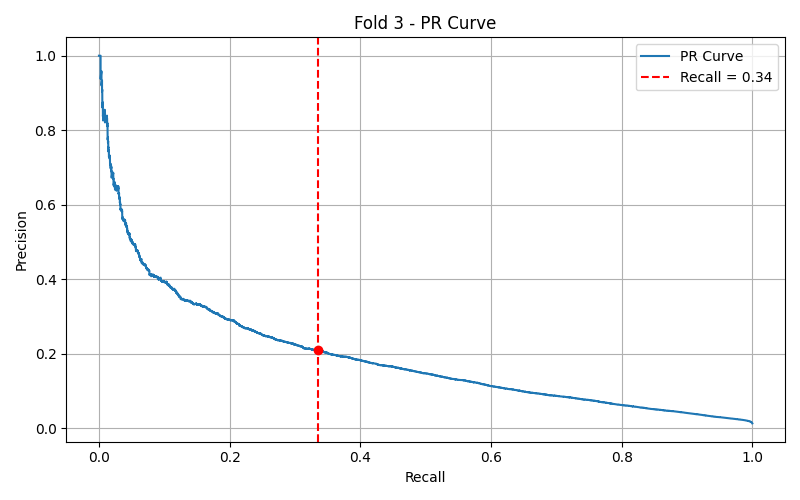 Fold 3 - PR Curve
PR Curve
Recall = 0.34
Precision
1.0
0.8
0.6
0.4
0.2
0.0
0.0 0.2 0.4 0.6 0.8 1.0
Recall